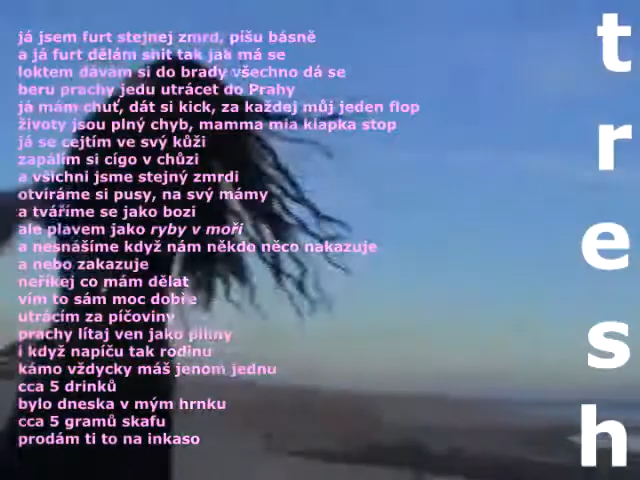 já jsem furt stejnej zmrd, píšu básně
a já furt dělám shit tak jak má se
loktem dávám si do brady všechno dá se
beru prachy jedu utrácet do Prahy
já mám chuť, dát si kick, za každej můj jeden flop
životy jsou plný chyb, mamma mia klapka stop
já se cejtím ve svý kůži
zapálím si cígo v chůzi
a všichni jsme stejný zmrdi
otvíráme si pusy, na svý mámy
a tváříme se jako bozi
ale plavem jako ryby v moři
a nesnášíme když nám někdo něco nakazuje
a nebo zakazuje
neříkej co mám dělat
vím to sám moc dobře
utrácím za píčoviny
prachy lítaj ven jako pliny
i když napíču tak rodinu
kámo vždycky máš jenom jednu
cca 5 drinků
bylo dneska v mým hrnku
cca 5 gramů skafu
prodám ti to na inkaso
tresh